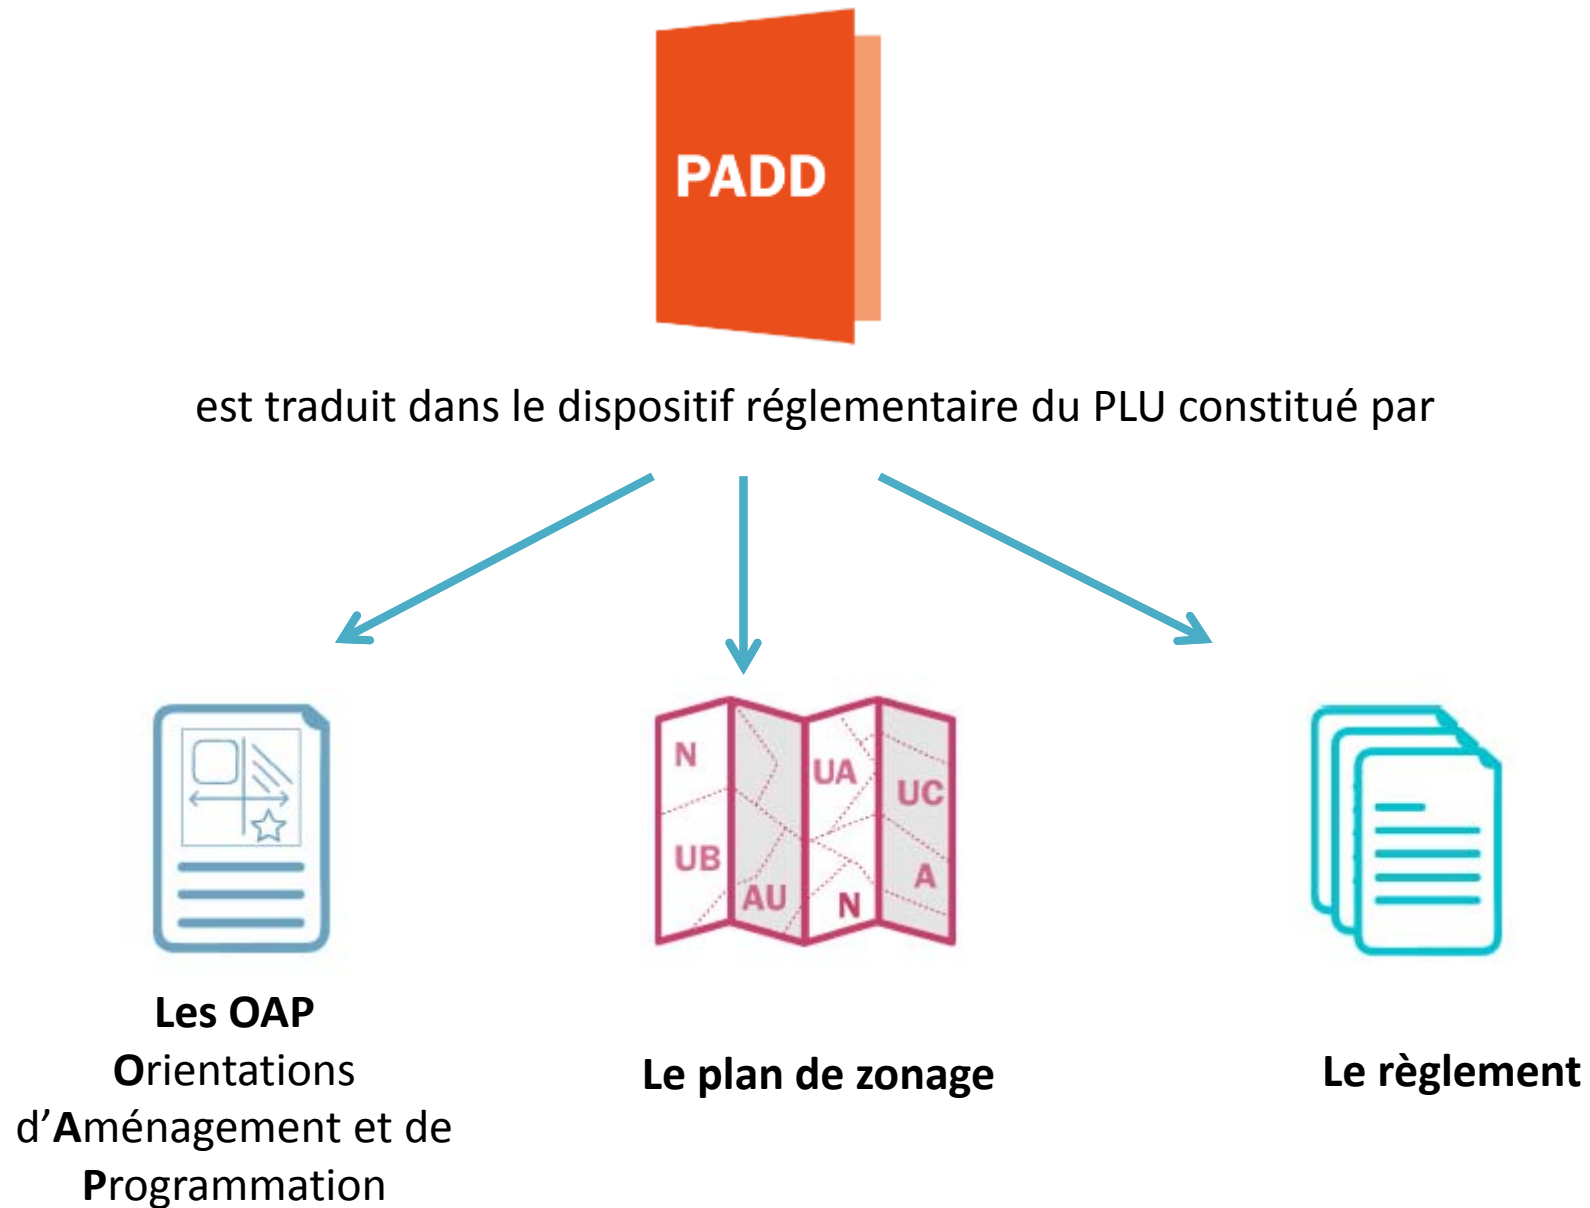 PADD
est traduit dans le dispositif réglementaire du PLU constitué par
N
UA
UC
UB
AU
N
A
Les OAP
Orientations
d’Aménagement et de
Programmation
Le plan de zonage
Le règlement